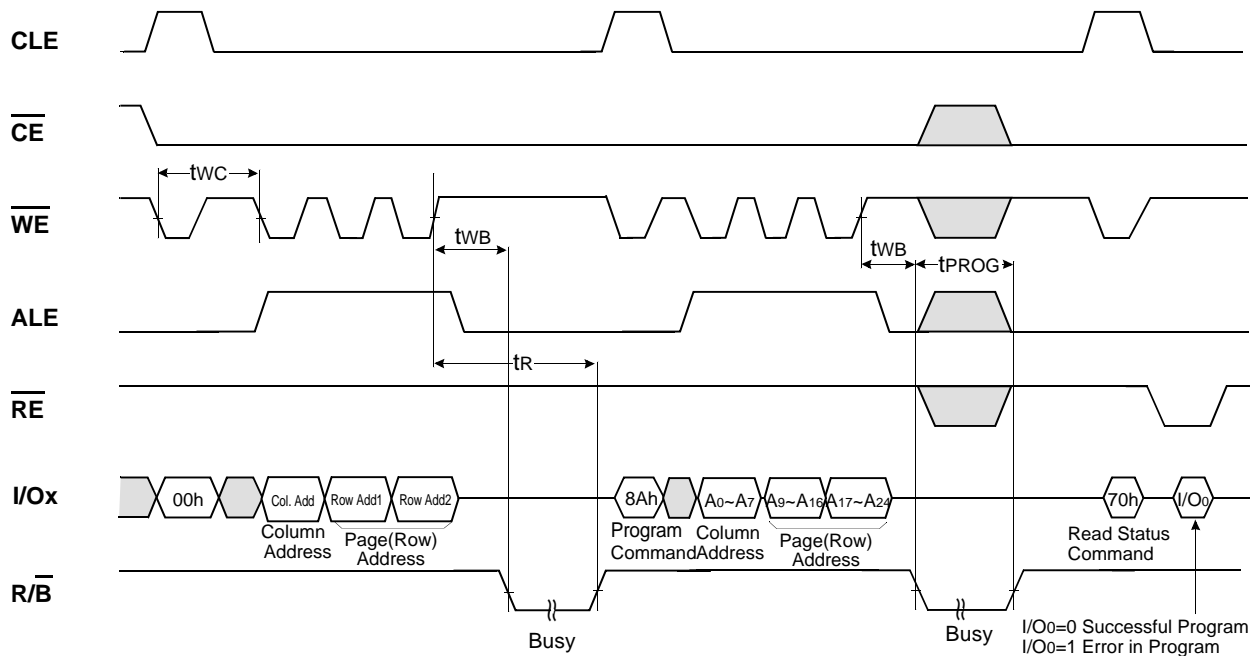 CLE
CE
WE
tWC
tWB
tWB
tPROG
ALE
tR
RE
I/Ox
00h
Col. Add
Row Add1
Row Add2
8Ah
A0~A7
A9~A16
A17~A24
70h
I/O0
Column
Address
Page(Row)
Address
Program
Command
Column
Address
Page(Row)
Address
Read Status
Command
R/B
Busy
Busy
I/O0=0 Successful Program
I/O0=1 Error in Program